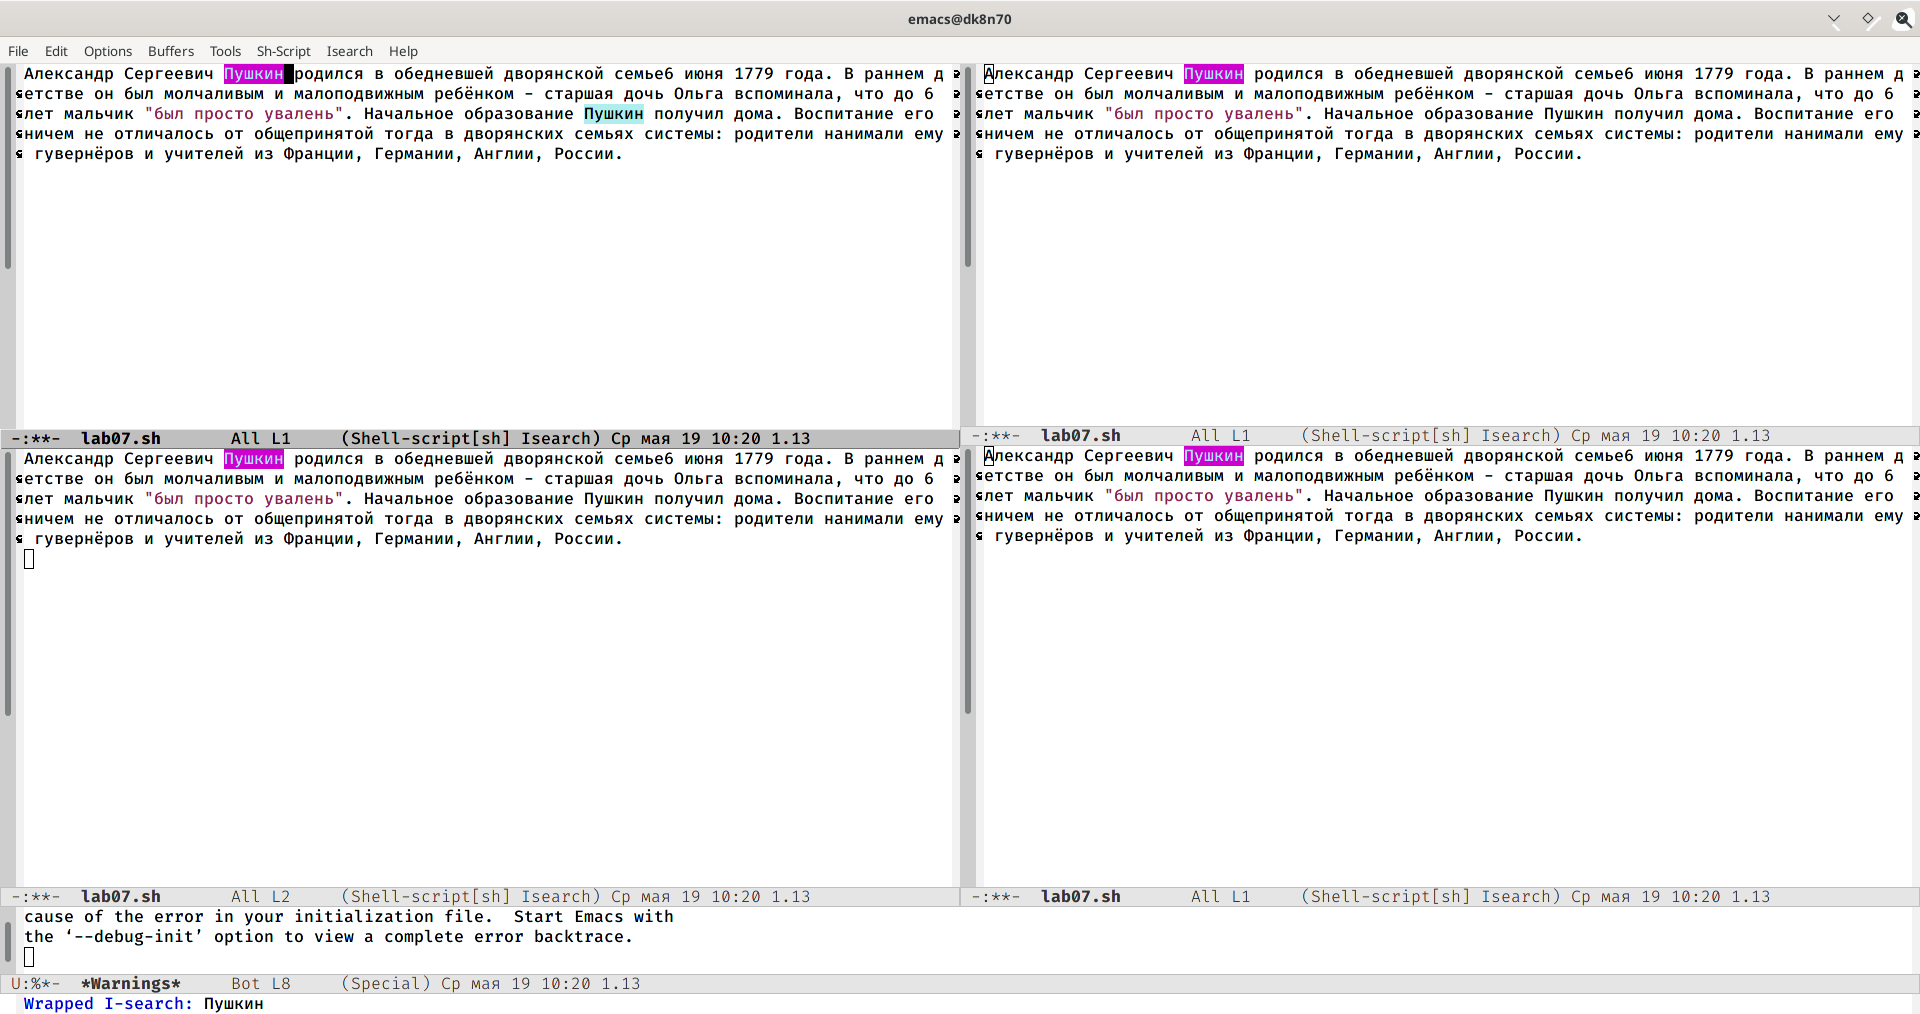 emacs@dk8n70
File Edit Options Buffers Tools Sh-Script Isearch Help
Александр Сергеевич Пушкин родился в обедневшей дворянской семье6 июня 1779 года. В раннем д
етстве он был молчаливым и малоподвижным ребёнком - старшая дочь Ольга вспоминала, что до 6
лет мальчик "был просто увалень". Начальное образование Пушкин получил дома. Воспитание его
ничем не отличалось от общепринятой тогда в дворянских семьях системы: родители нанимали ему
гувернёров и учителей из Франции, Германии, Англии, России.
-:**- lab07.sh All L1 (Shell-script[sh] Isearch) Ср мая 19 10:20 1.13
Александр Сергеевич Пушкин родился в обедневшей дворянской семье6 июня 1779 года. В раннем д
етстве он был молчаливым и малоподвижным ребёнком - старшая дочь Ольга вспоминала, что до 6
лет мальчик "был просто увалень". Начальное образование Пушкин получил дома. Воспитание его
ничем не отличалось от общепринятой тогда в дворянских семьях системы: родители нанимали ему
гувернёров и учителей из Франции, Германии, Англии, России.
-:**- lab07.sh All L1 (Shell-script[sh] Isearch) Ср мая 19 10:20 1.13
Александр Сергеевич Пушкин родился в обедневшей дворянской семье6 июня 1779 года. В раннем д
етстве он был молчаливым и малоподвижным ребёнком - старшая дочь Ольга вспоминала, что до 6
лет мальчик "был просто увалень". Начальное образование Пушкин получил дома. Воспитание его
ничем не отличалось от общепринятой тогда в дворянских семьях системы: родители нанимали ему
гувернёров и учителей из Франции, Германии, Англии, России.
-:**- lab07.sh All L2 (Shell-script[sh] Isearch) Ср мая 19 10:20 1.13
Александр Сергеевич Пушкин родился в обедневшей дворянской семье6 июня 1779 года. В раннем д
етстве он был молчаливым и малоподвижным ребёнком - старшая дочь Ольга вспоминала, что до 6
лет мальчик "был просто увалень". Начальное образование Пушкин получил дома. Воспитание его
ничем не отличалось от общепринятой тогда в дворянских семьях системы: родители нанимали ему
гувернёров и учителей из Франции, Германии, Англии, России.
-:**- lab07.sh All L1 (Shell-script[sh] Isearch) Ср мая 19 10:20 1.13
cause of the error in your initialization file. Start Emacs with
the ‘--debug-init’ option to view a complete error backtrace.
U:%*- *Warnings* Bot L8 (Special) Ср мая 19 10:20 1.13
Wrapped I-search: Пушкин